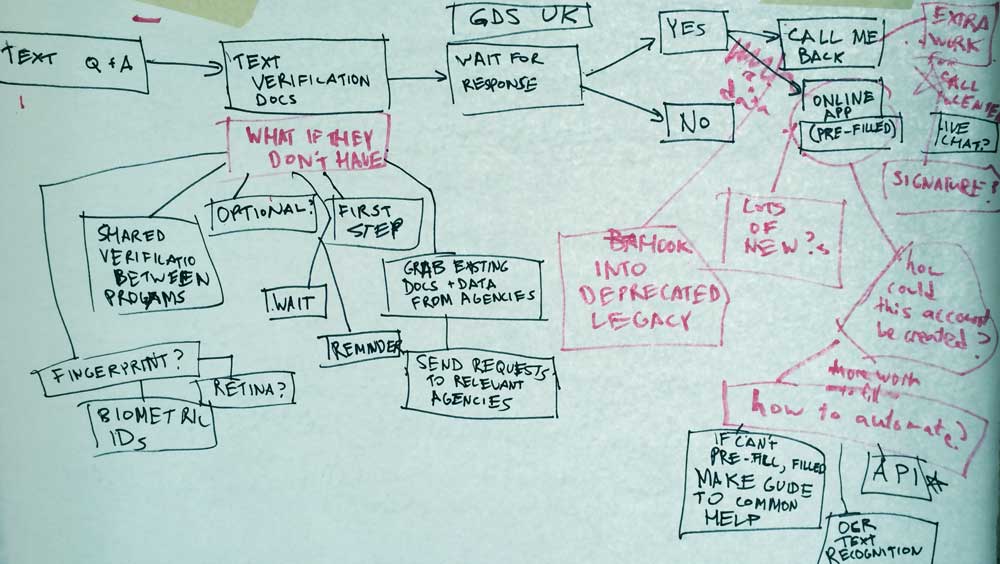 GDS UK
TEXT Q & A
TEXT
VERIFICATION
DOCS
WAIT FOR
RESPONSE
YES
NO
CALL ME
BACK
ONLINE
APP
(PRE-FILLED)
EXTRA
WORK
FOR
CALL
CENTER
LIVE
CHAT?
SIGNATURE?
data
WHAT IF THEY
DON'T HAVE
SHARED
VERIFICATIO
BETWEEN
PROGAMS
OPTIONAL?
FIRST
STEP
WAIT
REMINDER
GRAB EXISTING
DOCS + DATA
FROM AGENCIES
SEND REQUESTS
TO RELEVANT
AGENCIES
FINGERPRINT?
RETINA?
BIOMETRIC
IDs
HOOK
INTO
DEPRECATED
LEGACY
LOTS
OF
NEW ?s
how
could
this account
be created?
more work
to fill
how to automate?
IF CAN'T
PRE-FILL, FILLED
MAKE GUIDE
TO COMMON
HELP
API
OCR
TEXT
RECOGNITION